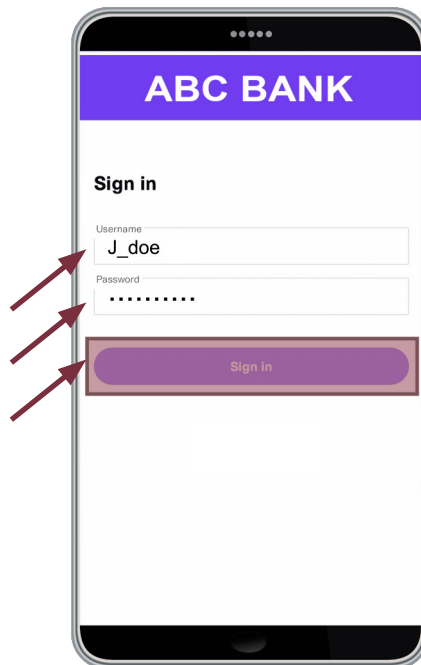 ABC BANK
Sign in
Username
J_doe
Password
..........
Sign in